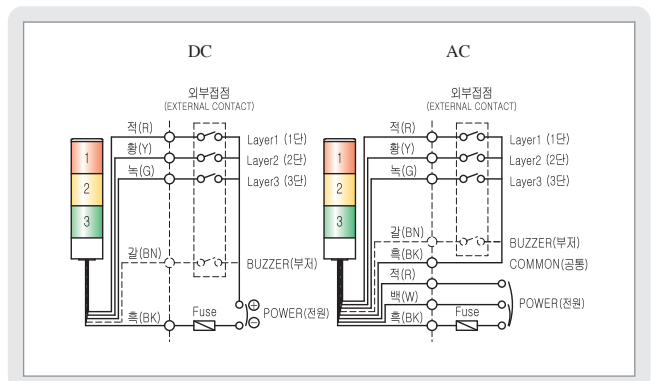 DC
외부접점
(EXTERNAL CONTACT)
적(R)
황(Y)
녹(G)
Layer1 (1단)
Layer2 (2단)
Layer3 (3단)
1
2
3
갈(BN)
BUZZER(부저)
흑(BK)
Fuse
⊕
⊖
POWER(전원)
AC
외부접점
(EXTERNAL CONTACT)
적(R)
황(Y)
녹(G)
Layer1 (1단)
Layer2 (2단)
Layer3 (3단)
1
2
3
갈(BN)
BUZZER(부저)
흑(BK)
COMMON(공통)
적(R)
백(W)
POWER(전원)
흑(BK)
Fuse